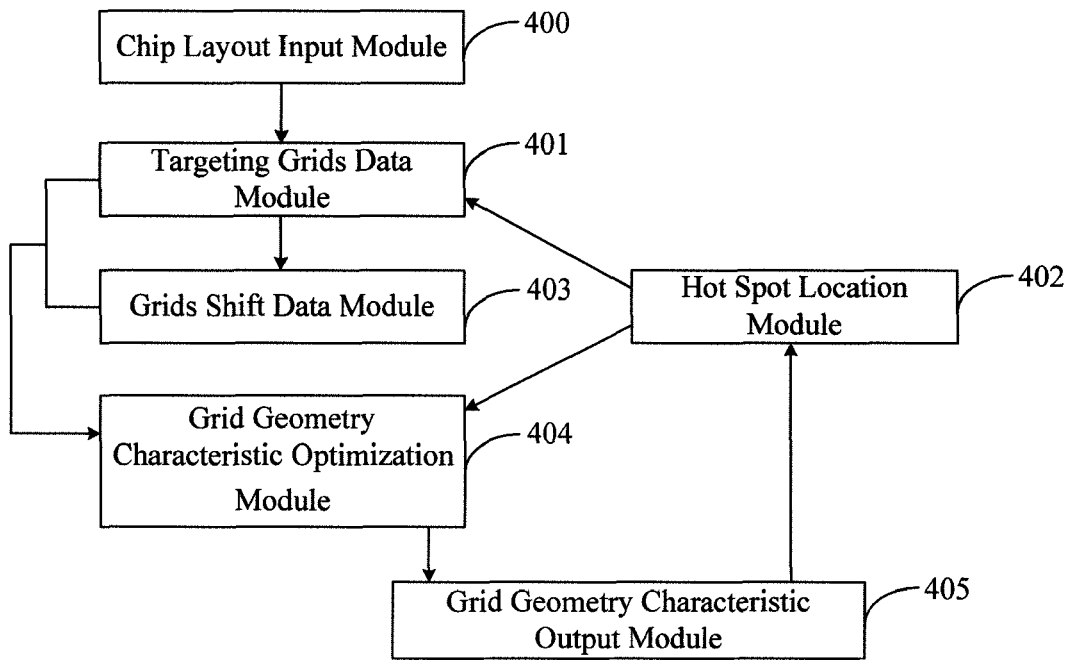 Chip Layout Input Module
400
Targeting Grids Data
Module
401
Grids Shift Data Module
403
Hot Spot Location
Module
402
Grid Geometry
Characteristic Optimization
Module
404
Grid Geometry Characteristic
Output Module
405